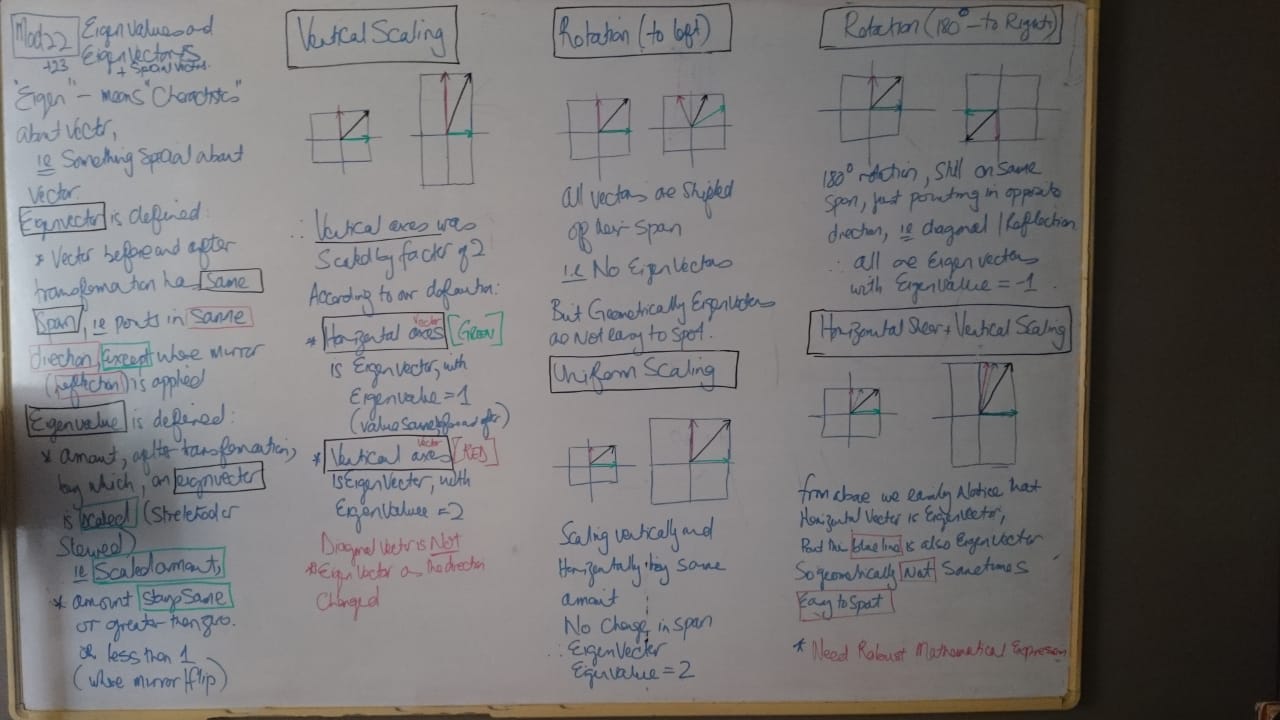 Mod 22 EigenValues and
+23 EigenVectors
+ Special Vectors
"Eigen" - means "Charactistics"
about vector,
ie Something Special about
Vector.
Eigenvector is defined:
* Vector before and after
transformation has same
Span, ie points in same
direction, Except where mirror
(reflection) is applied
Eigenvalue is defined:
* amount, after transformation,
by which, an eigenvector
is scaled (Stretched or
Skewed)
ie Scaled amount,
* amount stays same
or greater than zero.
or less than 1
(where mirror/flip)
Vertical Scaling
∴ Vertical axes was
Scaled by factor of 2
According to our defination:
* Horizontal axes Vector [GREEN]
is EigenVector, with
Eigenvalue = 1
(value same before and after)
* Vertical axes Vector [RED]
is EigenVector, with
EigenValue = 2
Diagonal Vector is Not
* Eigen Vector as the direction
Changed
Rotation (to left)
all vectors are shifted
off their span
i.e No EigenVectors
But Geometrically EigenVectors
are Not easy to Spot!
Uniform Scaling
Scaling vertically and
Horizontally by same
amount
No Change in span
∴ EigenVector
Eigenvalue = 2
Rotation (180° - to Right)
180° rotation, Still on Same
span, just pointing in opposite
direction, ie diagonal / Reflection
∴ all are Eigen vectors
with EigenValue = -1.
Horizontal Shear + Vertical Scaling
from above we easily Notice that
Horizontal Vector is EigenVector,
But the blue line is also EigenVector
So geometrically Not Sometimes
Easy to Spot
* Need Robust Mathematical Expression